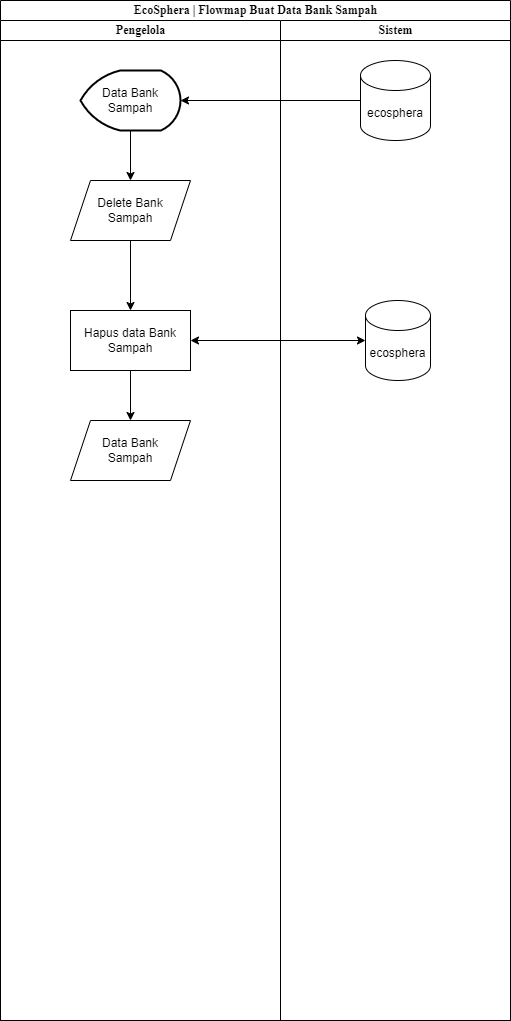 EcoSphera | Flowmap Buat Data Bank Sampah
Pengelola
Sistem
Data Bank
Sampah
ecosphera
Delete Bank
Sampah
Hapus data Bank
Sampah
ecosphera
Data Bank
Sampah